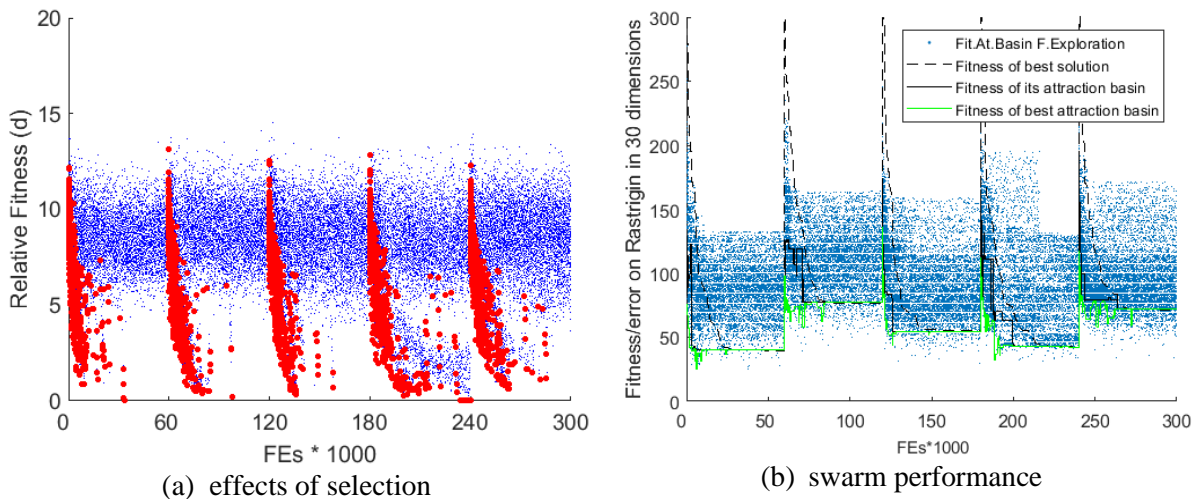 20
15
10
5
0
Relative Fitness (d)
0 60 120 180 240 300
FEs * 1000
(a) effects of selection
300
250
200
150
100
50
0
Fitness/error on Rastrigin in 30 dimensions
Fit.At.Basin F.Exploration
Fitness of best solution
Fitness of its attraction basin
Fitness of best attraction basin
0 50 100 150 200 250 300
FEs*1000
(b) swarm performance